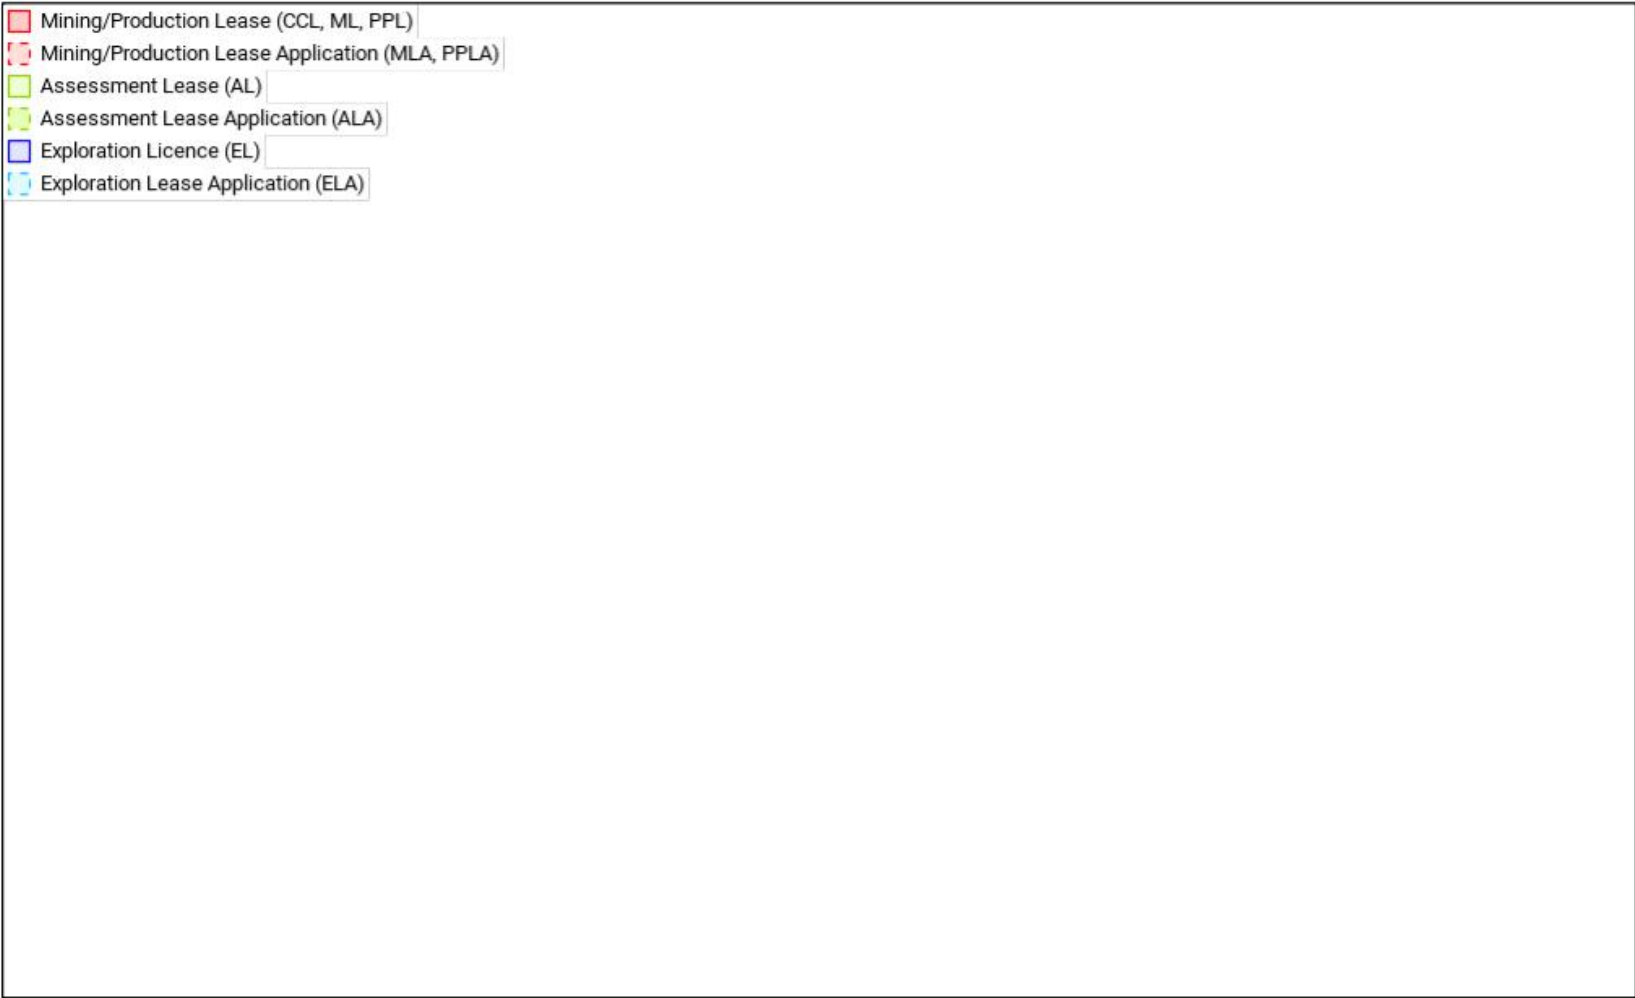 Mining/Production Lease (CCL, ML, PPL)
Mining/Production Lease Application (MLA, PPLA)
Assessment Lease (AL)
Assessment Lease Application (ALA)
Exploration Licence (EL)
Exploration Lease Application (ELA)